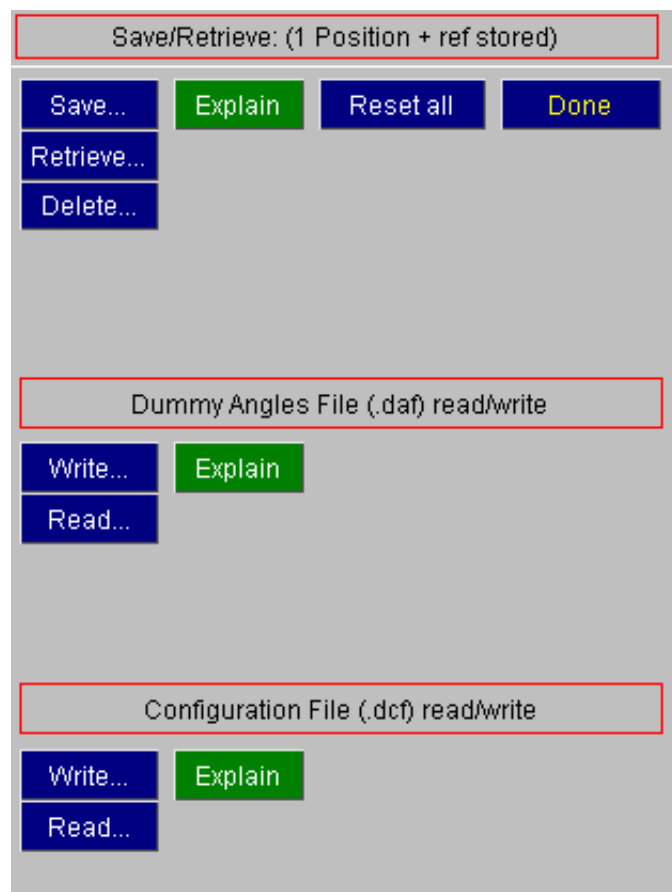 Save/Retrieve: (1 Position + ref stored)
Save... Explain Reset all Done
Retrieve...
Delete...
Dummy Angles File (.daf) read/write
Write... Explain
Read...
Configuration File (.dcf) read/write
Write... Explain
Read...